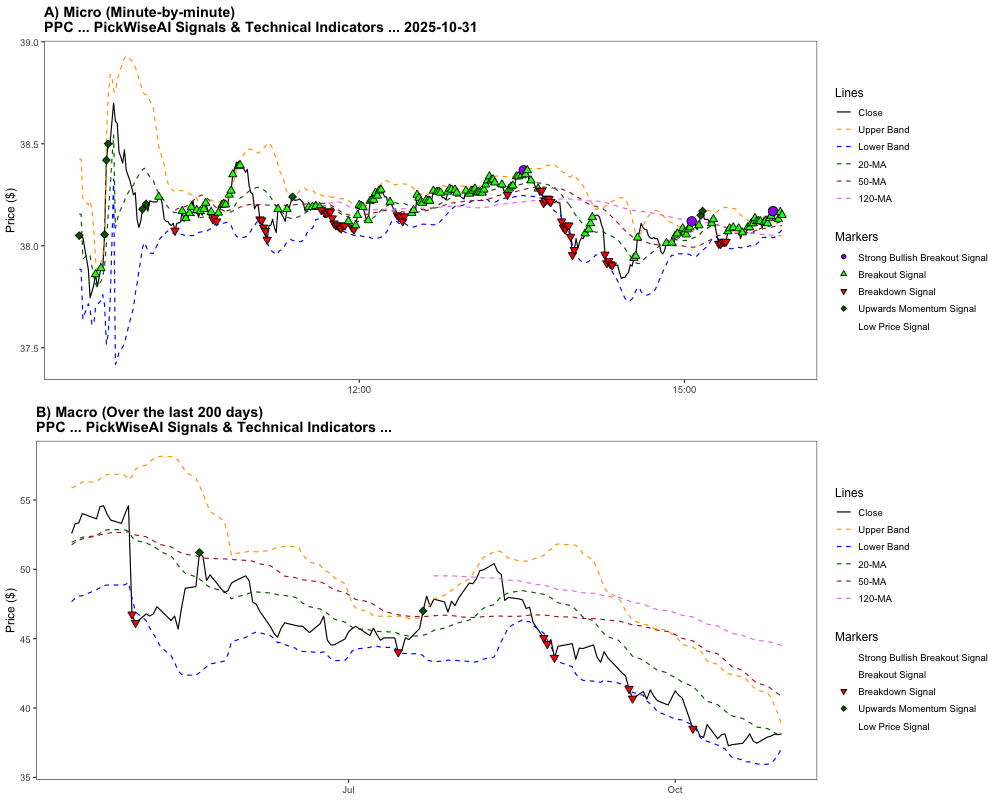 A) Micro (Minute-by-minute)
PPC ... PickWiseAI Signals & Technical Indicators ... 2025-10-31
39.0
38.5
38.0
37.5
Price ($)
12:00
15:00
Lines
Close
Upper Band
Lower Band
20-MA
50-MA
120-MA
Markers
Strong Bullish Breakout Signal
Breakout Signal
Breakdown Signal
Upwards Momentum Signal
Low Price Signal
B) Macro (Over the last 200 days)
PPC ... PickWiseAI Signals & Technical Indicators ...
55
50
45
40
35
Price ($)
Jul
Oct
Lines
Close
Upper Band
Lower Band
20-MA
50-MA
120-MA
Markers
Strong Bullish Breakout Signal
Breakout Signal
Breakdown Signal
Upwards Momentum Signal
Low Price Signal